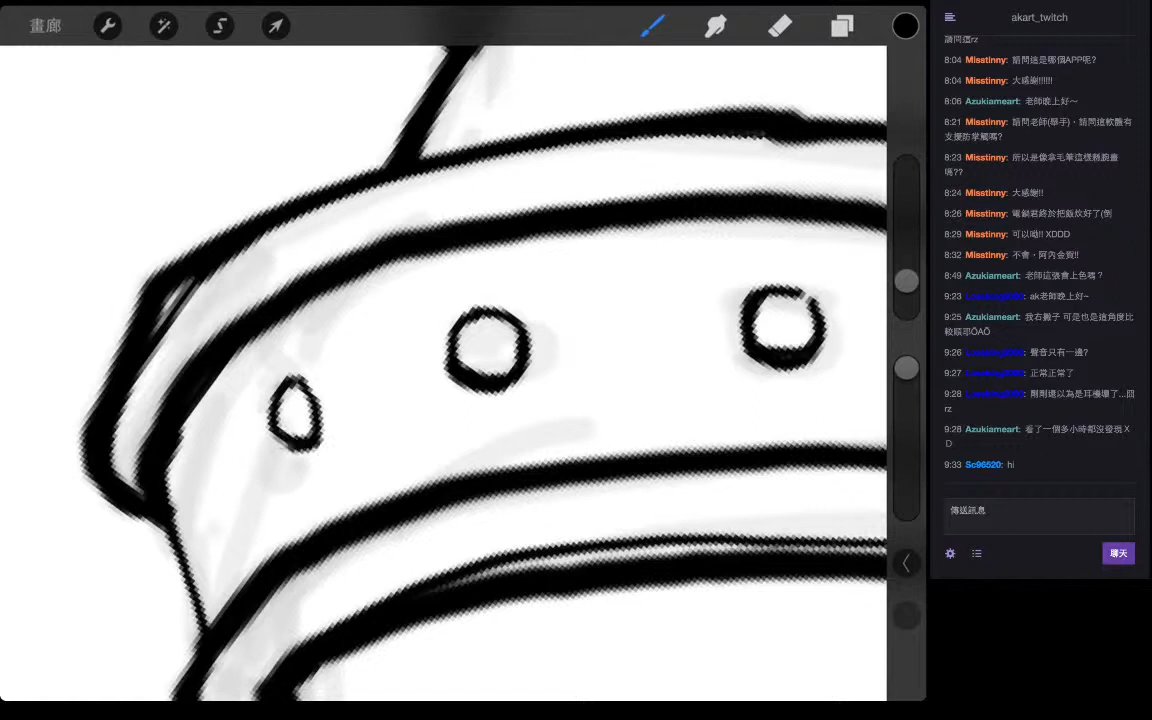 畫廊
akart_twitch
請問這rz
8:04 Misstinny: 請問這是哪個APP呢?
8:04 Misstinny: 大感謝!!!!!!
8:06 Azukiameart: 老師晚上好～
8:21 Misstinny: 請問老師(舉手)，請問這軟體有
支援防掌觸嗎?
8:23 Misstinny: 所以是像拿毛筆這樣懸腕畫
嗎??
8:24 Misstinny: 大感謝!!
8:26 Misstinny: 電鍋君終於把飯炊好了(倒
8:29 Misstinny: 可以呦!! XDDD
8:32 Misstinny: 不會，阿內金賀!!
8:49 Azukiameart: 老師這張會上色嗎？
9:23 ak老師晚上好~
9:25 Azukiameart: 我右撇子 可是也是這角度比
較順耶ÕAÕ
9:26 聲音只有一邊?
9:27 正常正常了
9:28 剛剛還以為是耳機壞了...囧
rz
9:28 Azukiameart: 看了一個多小時都沒發現 X
D
9:33 Sc96520: hi
傳送訊息
聊天